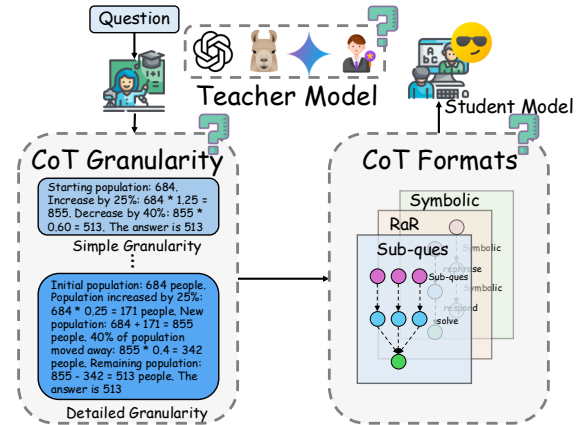 Question
Teacher Model
Student Model
CoT Granularity
Starting population: 684.
Increase by 25%: 684 * 1.25 =
855. Decrease by 40%: 855 *
0.60 = 513. The answer is 513
Simple Granularity
Initial population: 684 people.
Population increased by 25%:
684 * 0.25 = 171 people. New
population: 684 + 171 = 855
people. 40% of population
moved away: 855 * 0.4 = 342
people. Remaining population:
855 - 342 = 513 people. The
answer is 513
Detailed Granularity
CoT Formats
Symbolic
RaR
Sub-ques
Symbolic
rephrase
Sub-ques
Symbolic
respond
solve